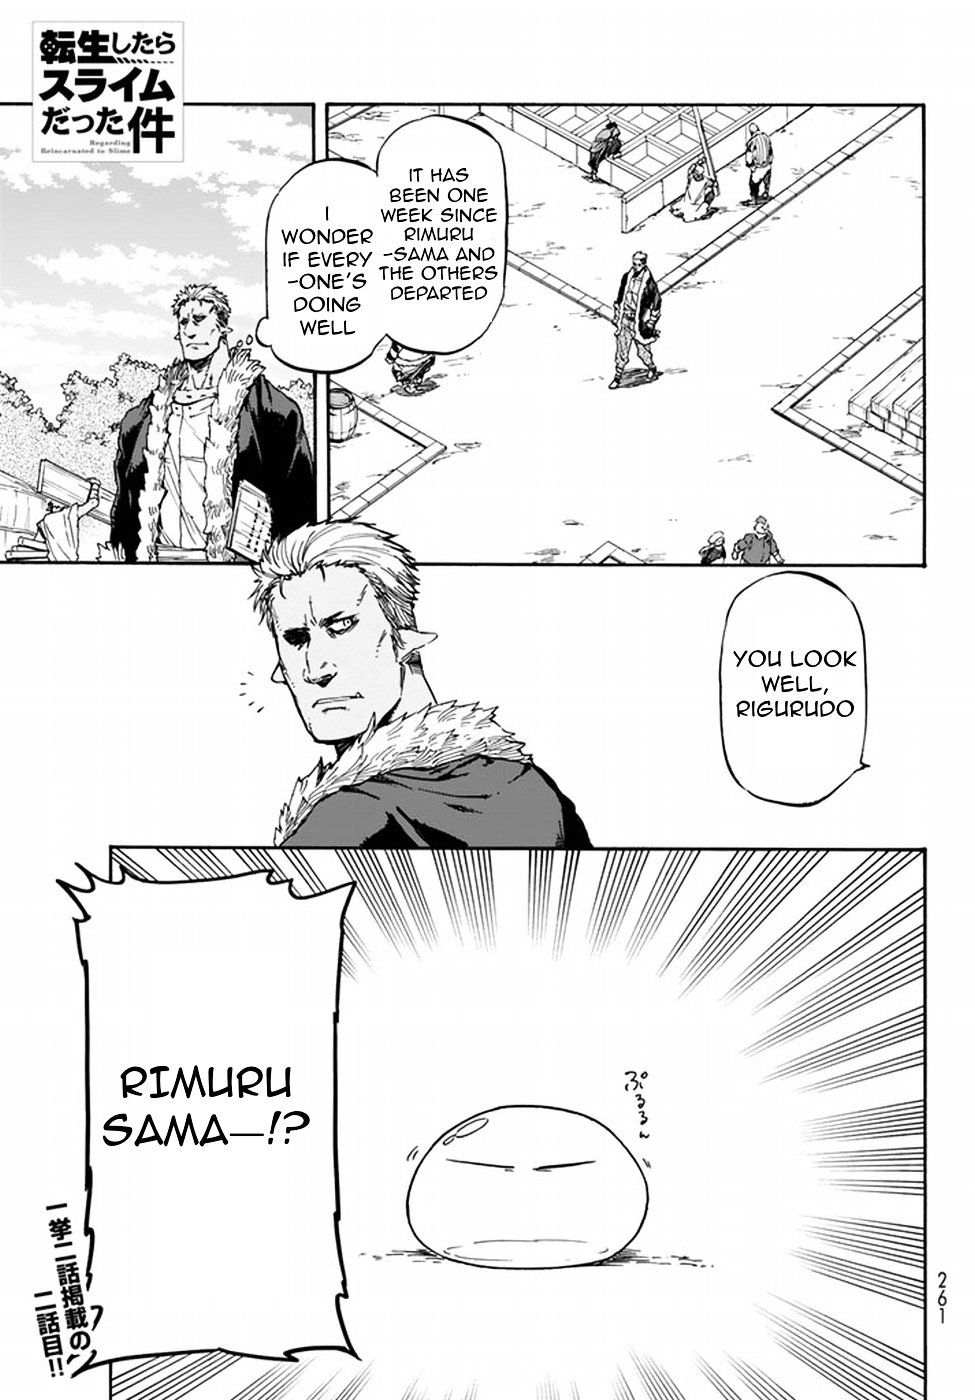 転生したら
スライム
だった件
Regarding
Reincarnated to Slime
IT HAS
BEEN ONE
WEEK SINCE
RIMURU
-SAMA AND
THE OTHERS
DEPARTED
I
WONDER
IF EVERY
-ONE'S
DOING
WELL
YOU LOOK
WELL,
RIGURUDO
RIMURU
SAMA—!?
ぷるるん
一挙二話掲載の
二話目!!
261